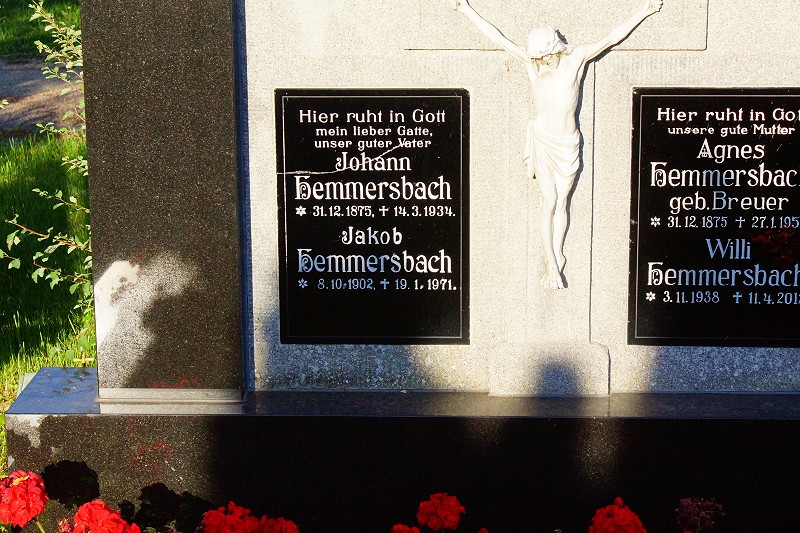 Hier ruht in Gott
mein lieber Gatte,
unser guter Vater
Johann
Hemmersbach
✡ 31.12.1875, ✝ 14.3.1934.
Jakob
Hemmersbach
✡ 8.10.1902, ✝ 19.1.1971.
Hier ruht in Gott
unsere gute Mutter
Agnes
Hemmersbac
geb. Breuer
✡ 31.12.1875 ✝ 27.1.195
Willi
Hemmersbach
✡ 3.11.1938 ✝ 11.4.201